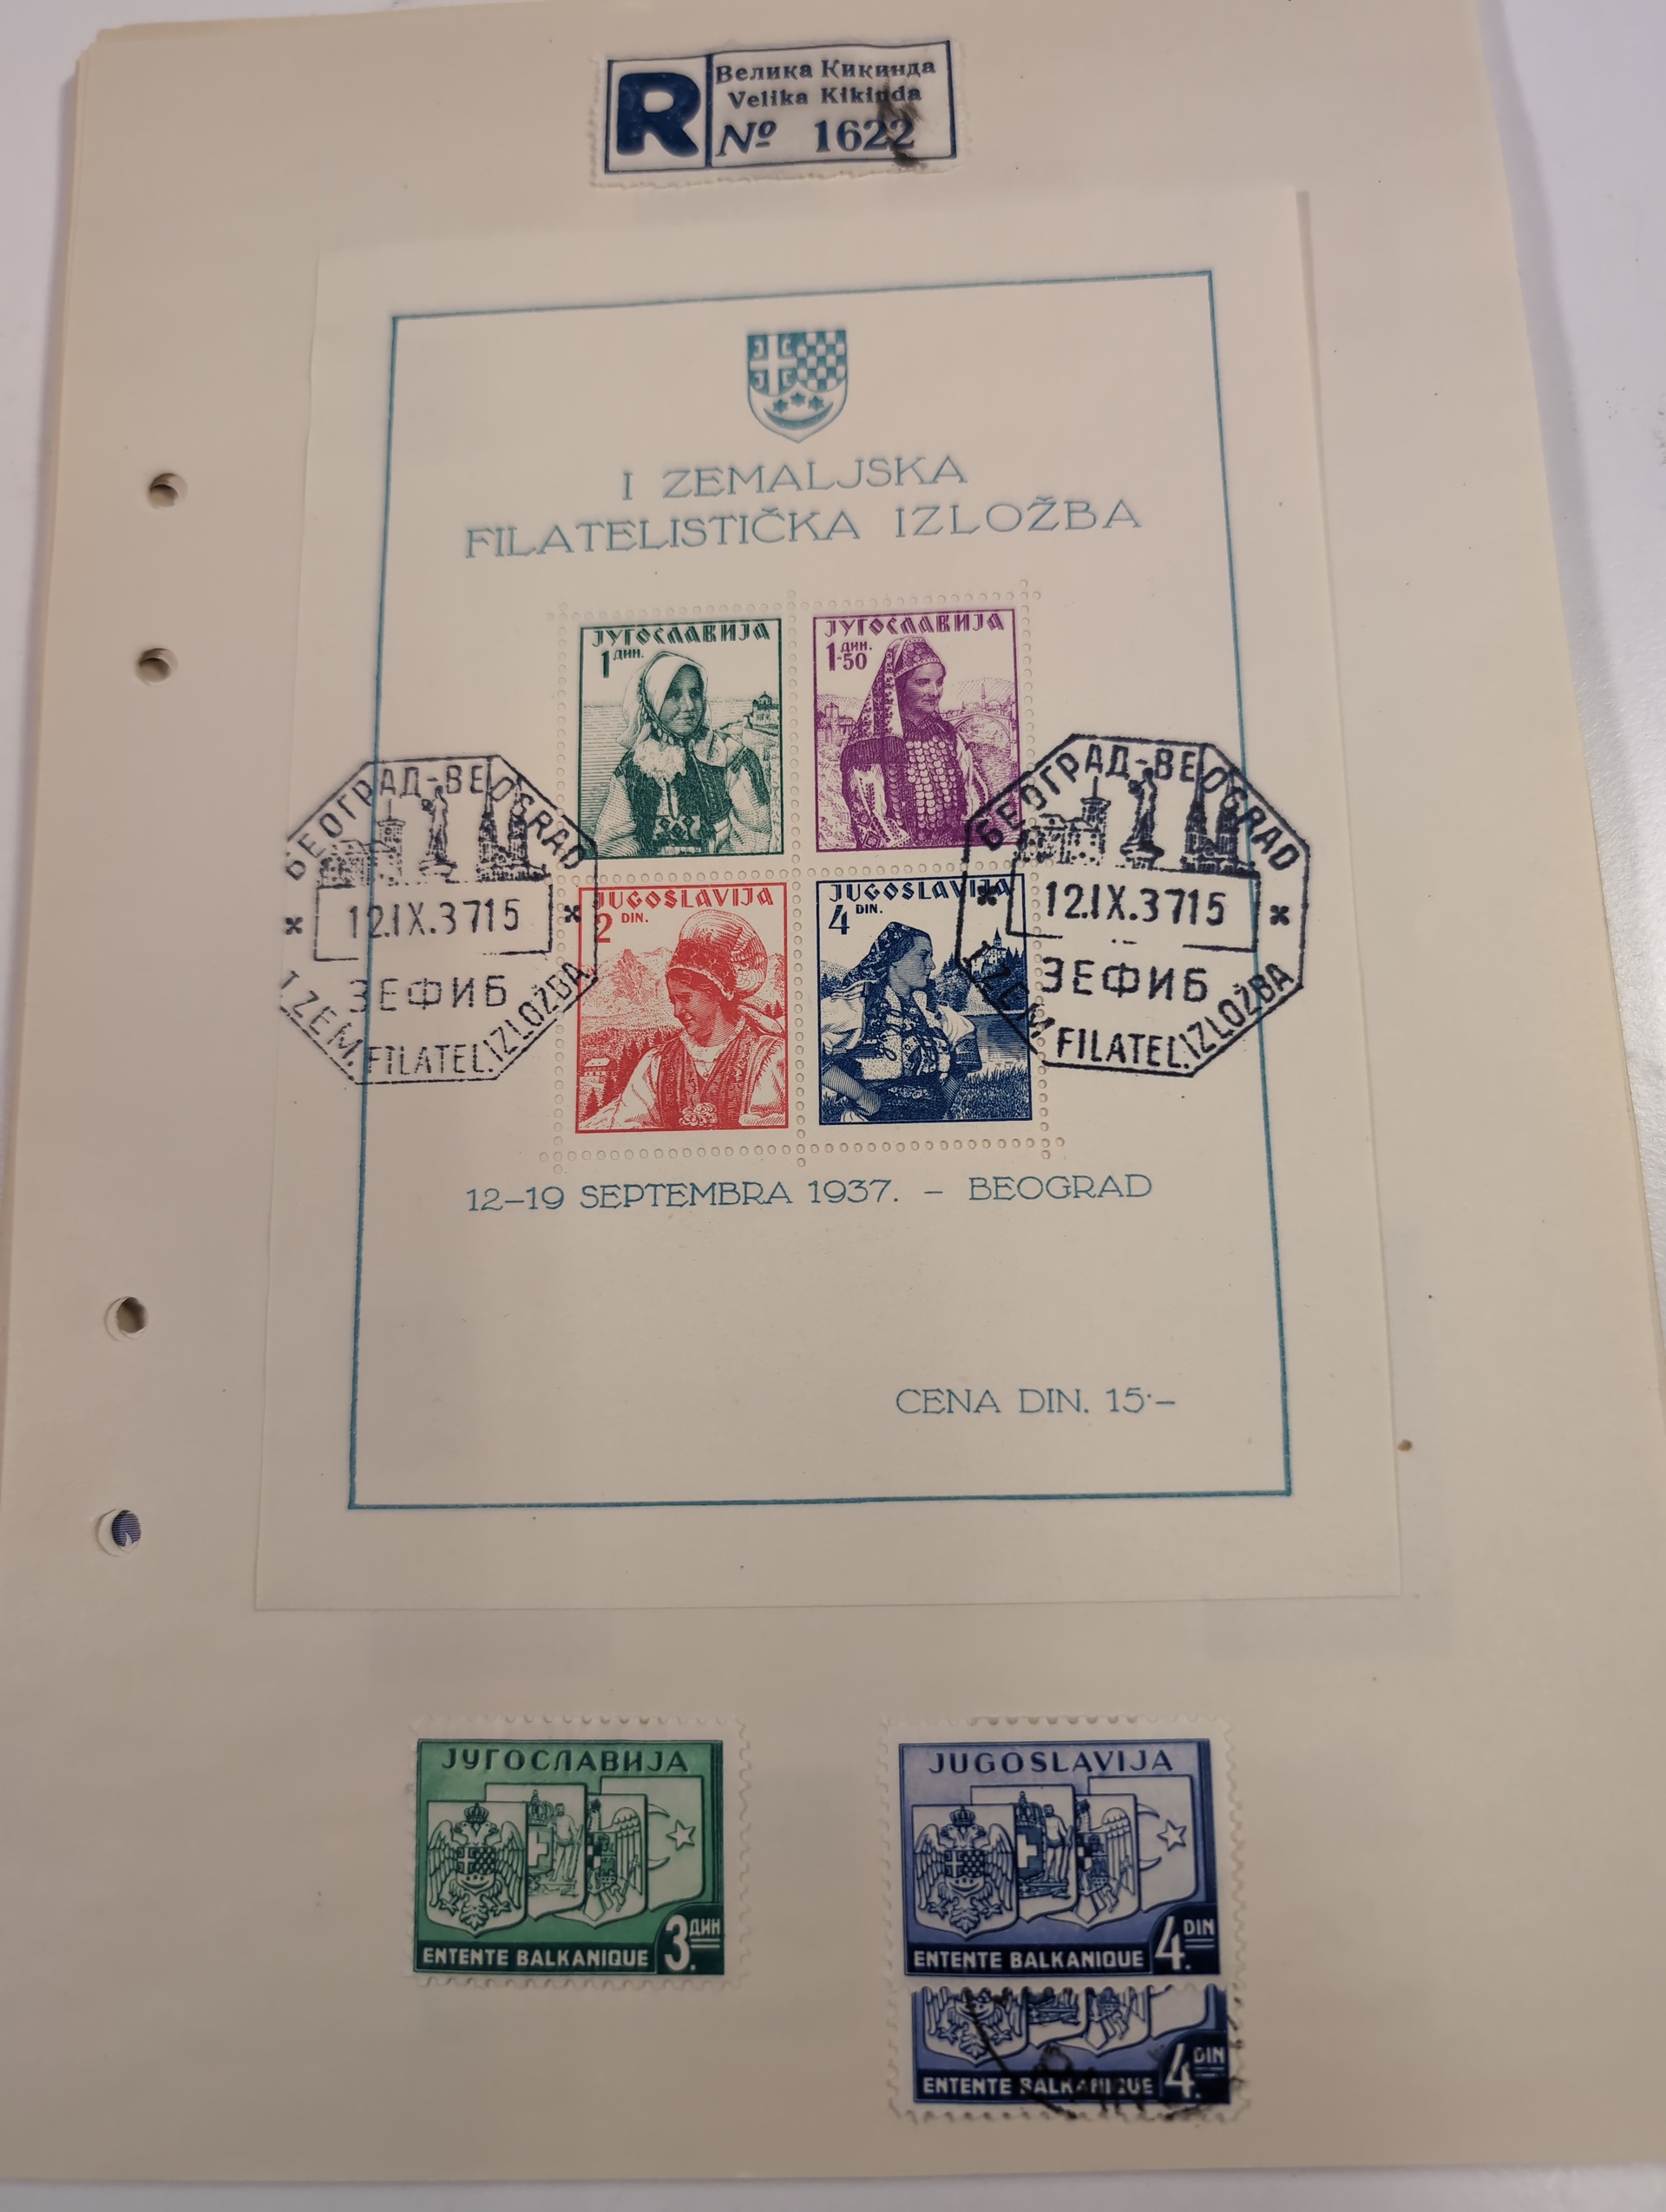 R
Велика Кикинда
Velika Kikinda
Nº 1622
Ј С
Ј С
I ZEMALJSKA
FILATELISTIČKA IZLOŽBA
ЈУГОСЛАВИЈА
1 ДИН.
ЈУГОСЛАВИЈА
1·50 ДИН.
БЕОГРАД-BEOGRAD
12.IX.37 15
ЗЕФИБ
I ZEM. FILATEL. IZLOŽBA
БЕОГРАД-BEOGRAD
12.IX.37 15
ЗЕФИБ
I ZEM. FILATEL. IZLOŽBA
JUGOSLAVIJA
2 DIN.
JUGOSLAVIJA
4 DIN.
12-19 SEPTEMBRA 1937. - BEOGRAD
CENA DIN. 15·-
ЈУГОСЛАВИЈА
ENTENTE BALKANIQUE 3. ДИН
JUGOSLAVIJA
ENTENTE BALKANIQUE 4. DIN
ENTENTE BALKANIQUE 4. DIN